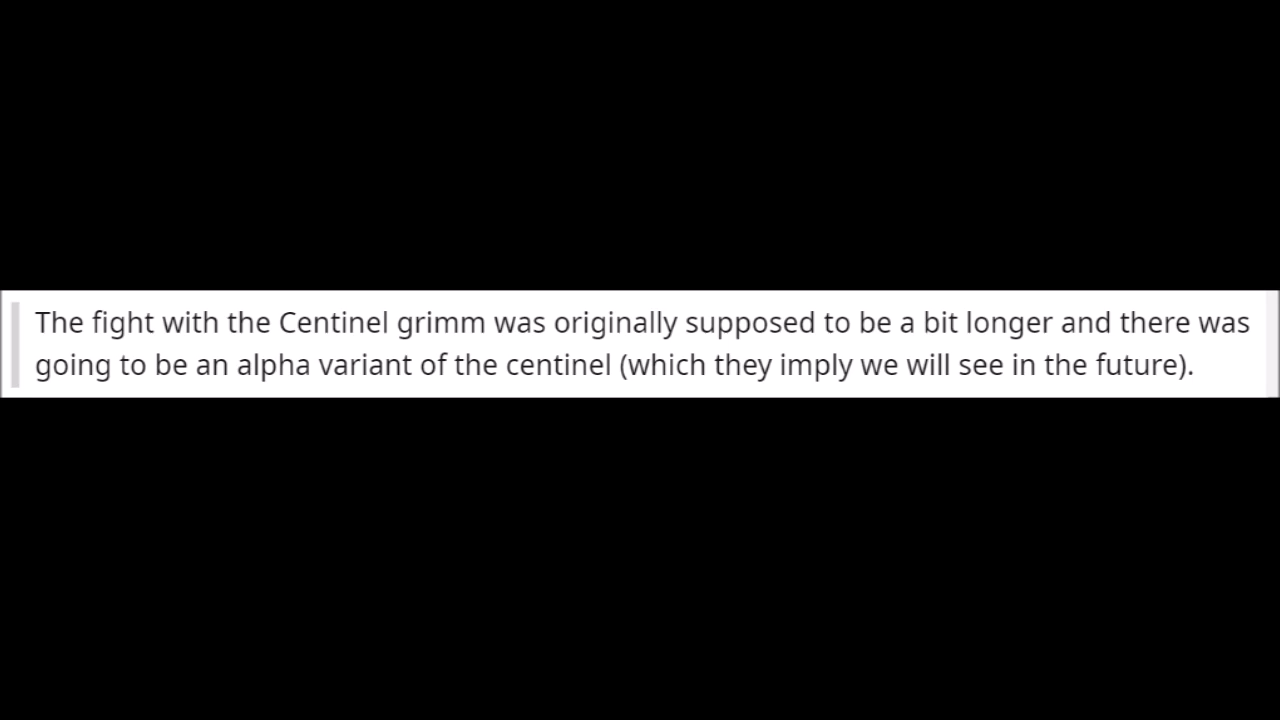 The fight with the Centinel grimm was originally supposed to be a bit longer and there was
going to be an alpha variant of the centinel (which they imply we will see in the future).